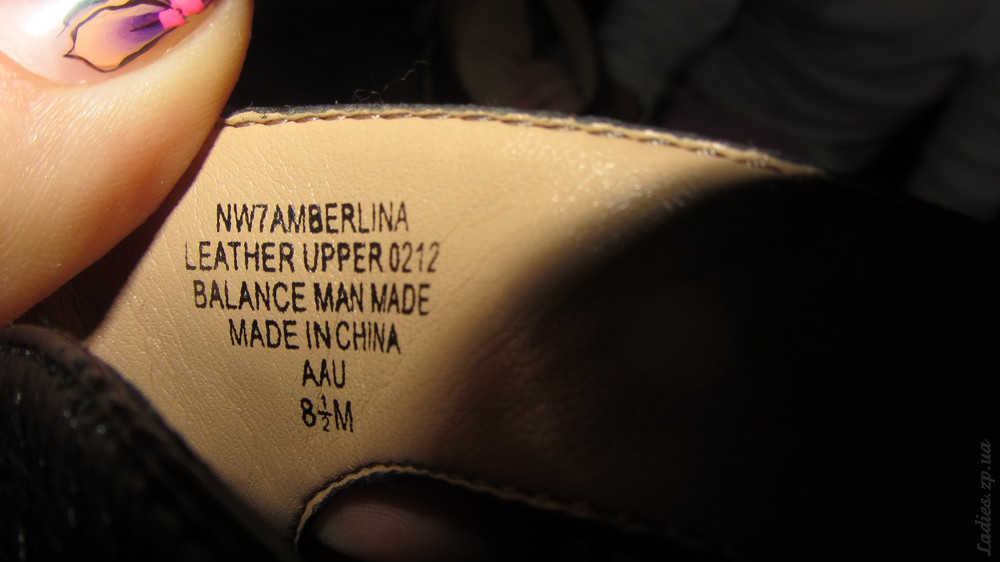 NW7AMBERLINA
LEATHER UPPER 0212
BALANCE MAN MADE
MADE IN CHINA
AAU
8½M
Ladies.zp.ua